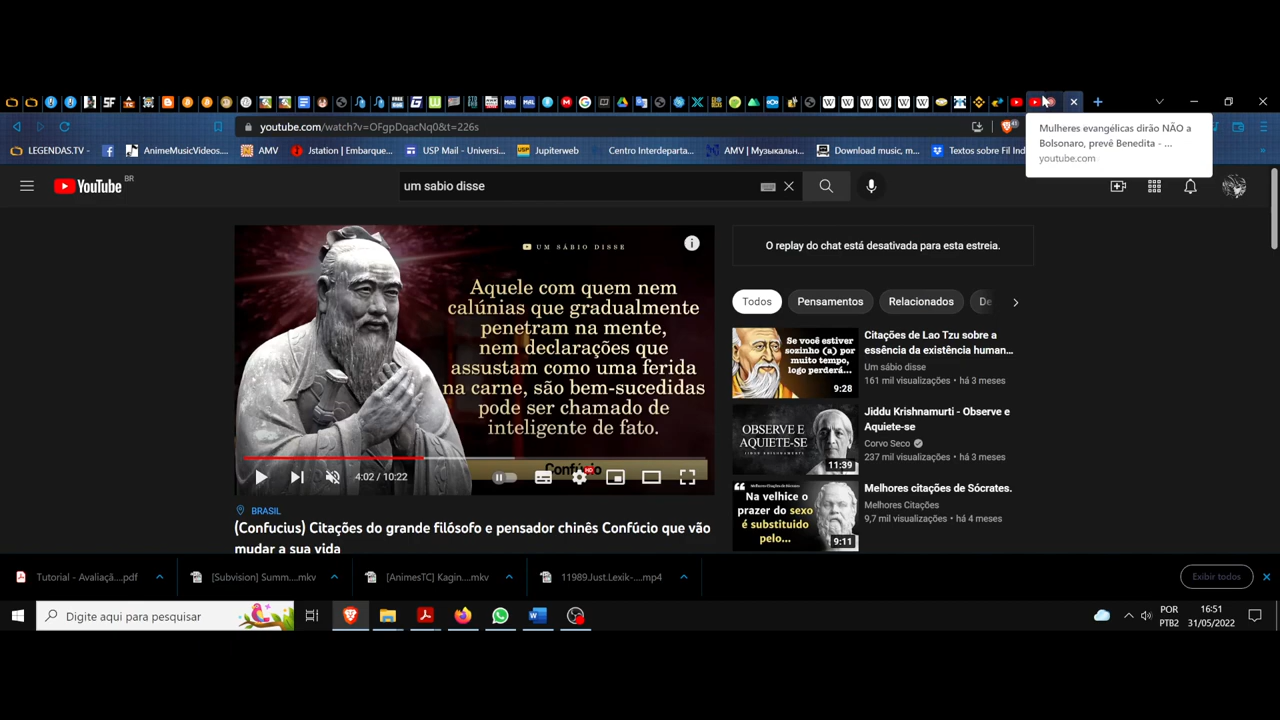 youtube.com/watch?v=OFgpDqacNq0&t=226s
Mulheres evangélicas dirão NÃO a
Bolsonaro, prevê Benedita - ...
youtube.com
LEGENDAS.TV -
AnimeMusicVideos...
AMV
Jstation | Embarque...
USP Mail - Universi...
Jupiterweb
Centro Interdeparta...
AMV | Музыкальн...
Download music, m...
Textos sobre Fil Ind
YouTube BR
um sabio disse
UM SÁBIO DISSE
Aquele com quem nem
calúnias que gradualmente
penetram na mente,
nem declarações que
assustam como uma ferida
na carne, são bem-sucedidas
pode ser chamado de
inteligente de fato.
Confúcio
4:02 / 10:22
HD
BRASIL
(Confucius) Citações do grande filósofo e pensador chinês Confúcio que vão
mudar a sua vida
O replay do chat está desativada para esta estreia.
Todos
Pensamentos
Relacionados
De
Se você estiver
sozinho (a) por
muito tempo,
logo perderá...
9:28
Citações de Lao Tzu sobre a
essência da existência human...
Um sábio disse
161 mil visualizações • há 3 meses
OBSERVE E
AQUIETE-SE
11:39
Jiddu Krishnamurti - Observe e
Aquiete-se
Corvo Seco
237 mil visualizações • há 3 meses
Na velhice o
prazer do sexo
é substituido
pelo...
9:11
Melhores citações de Sócrates.
Melhores Citações
9,7 mil visualizações • há 4 meses
Tutorial - Avaliaçã....pdf
[Subvision] Summ....mkv
[AnimesTC] Kagin....mkv
11989.Just.Lexik-....mp4
Exibir todos
Digite aqui para pesquisar
POR
PTB2
16:51
31/05/2022